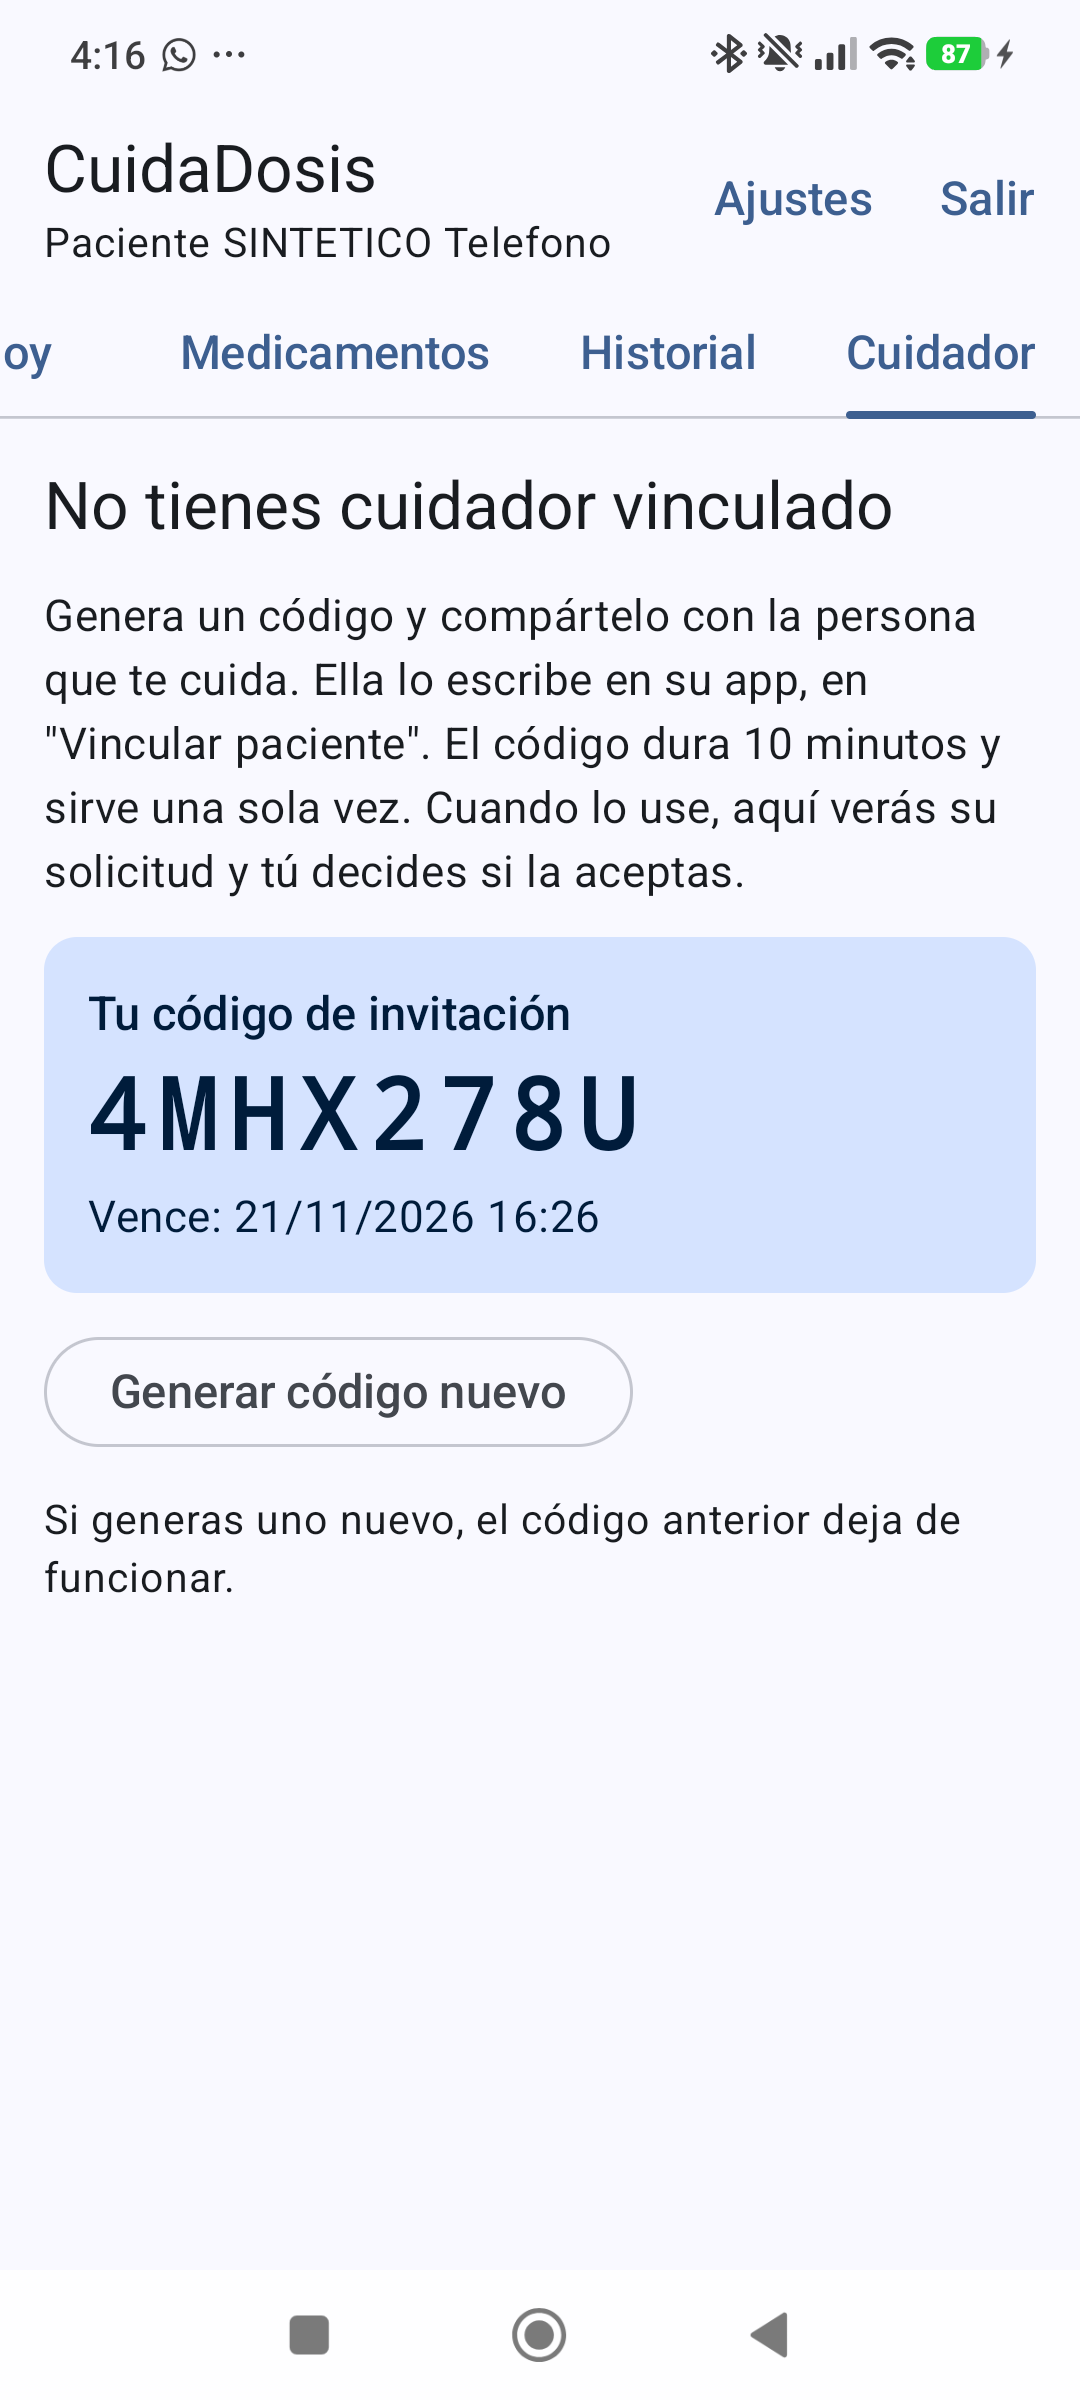 4:16
87
CuidaDosis
Paciente SINTETICO Telefono
Ajustes Salir
oy Medicamentos Historial Cuidador
No tienes cuidador vinculado
Genera un código y compártelo con la persona
que te cuida. Ella lo escribe en su app, en
"Vincular paciente". El código dura 10 minutos y
sirve una sola vez. Cuando lo use, aquí verás su
solicitud y tú decides si la aceptas.
Tu código de invitación
4MHX278U
Vence: 21/11/2026 16:26
Generar código nuevo
Si generas uno nuevo, el código anterior deja de
funcionar.